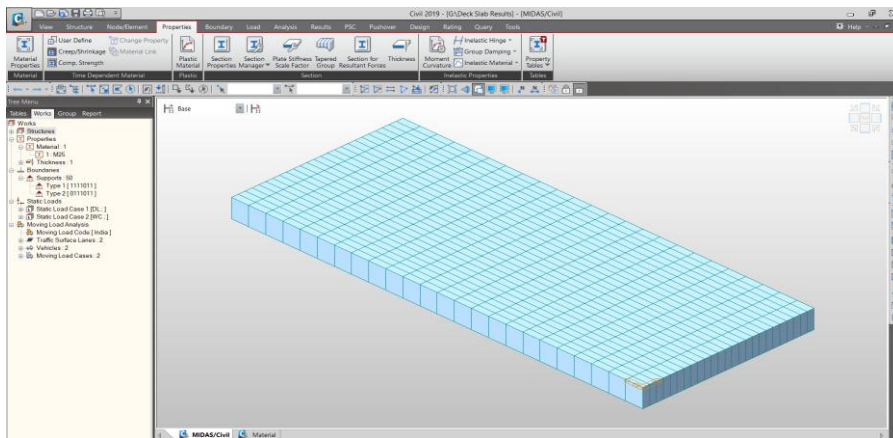 Civil 2019 - [G:\Deck Slab Results] - [MIDAS/Civil]
View Structure Node/Element Properties Boundary Load Analysis Results PSC Pushover Design Rating Query Tools Help
Material Properties
User Define
Creep/Shrinkage
Comp. Strength
Change Property
Material Link
Plastic Material
Section Properties
Section Manager
Plate Stiffness Scale Factor
Tapered Group
Section for Resultant Forces
Thickness
Moment Curvature
Inelastic Hinge
Group Damping
Inelastic Material
Property Tables
Material Time Dependent Material Plastic Section Inelastic Properties Tables
Tree Menu
Tables Works Group Report
Works
Structures
Properties
Material : 1
1 : M25
Thickness : 1
Boundaries
Supports : 50
Type 1 [ 1111011 ]
Type 2 [ 0111011 ]
Static Loads
Static Load Case 1 [DL ; ]
Static Load Case 2 [WC ; ]
Moving Load Analysis
Moving Load Code [ India ]
Traffic Surface Lanes : 2
Vehicles : 2
Moving Load Cases : 2
Base
MIDAS/Civil Material